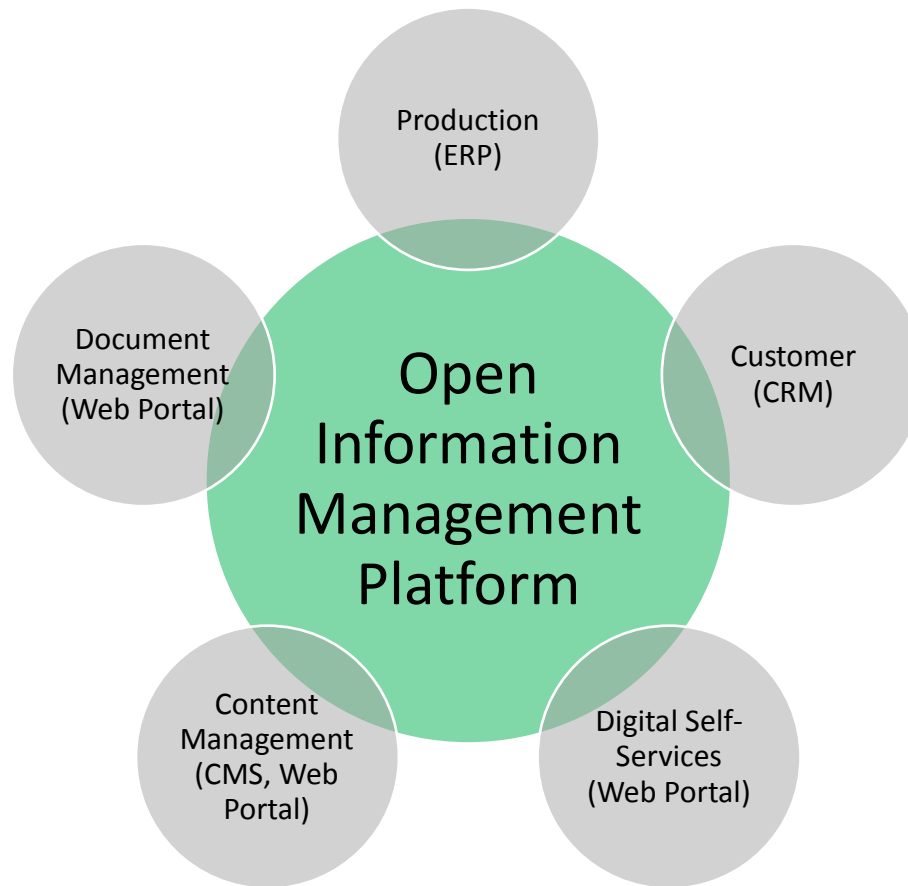 Production
(ERP)
Document
Management
(Web Portal)
Open
Information
Management
Platform
Customer
(CRM)
Content
Management
(CMS, Web
Portal)
Digital Self-
Services
(Web Portal)